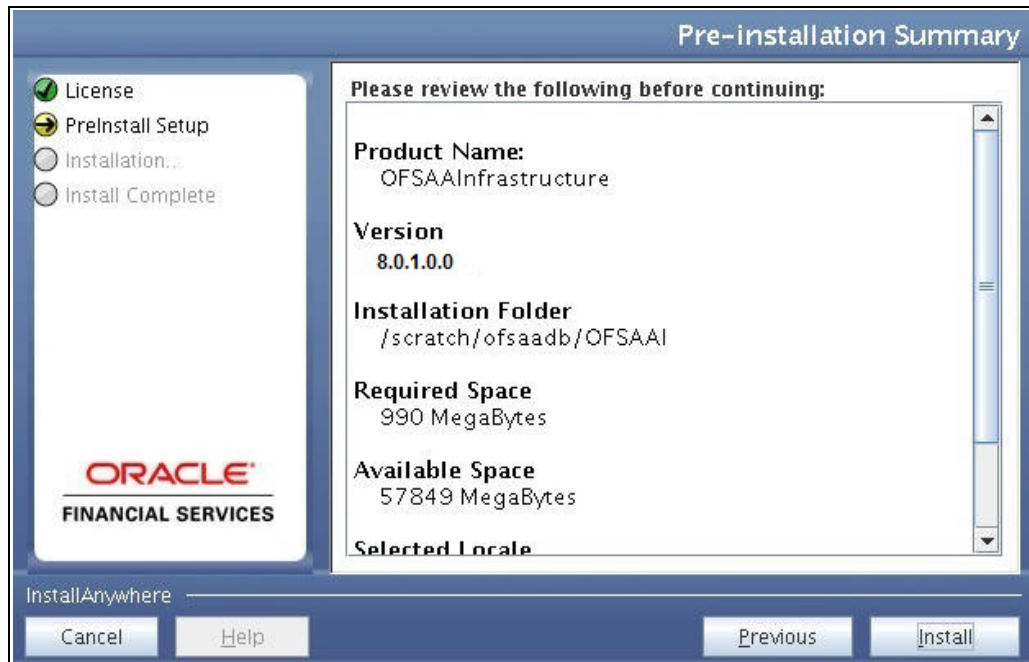 Pre-installation Summary
License
PreInstall Setup
Installation..
Install Complete
ORACLE
FINANCIAL SERVICES
Please review the following before continuing:
Product Name:
OFSAAInfrastructure
Version
8.0.1.0.0
Installation Folder
/scratch/ofsaadb/OFSAAI
Required Space
990 MegaBytes
Available Space
57849 MegaBytes
Selected Locale
InstallAnywhere
Cancel
Help
Previous
Install